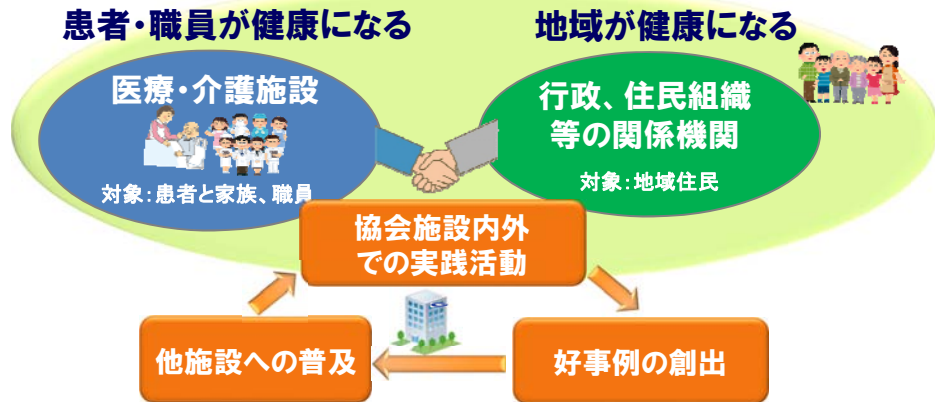 患者・職員が健康になる
地域が健康になる
医療・介護施設
対象：患者と家族、職員
行政、住民組織
等の関係機関
対象：地域住民
協会施設内外
での実践活動
他施設への普及
好事例の創出